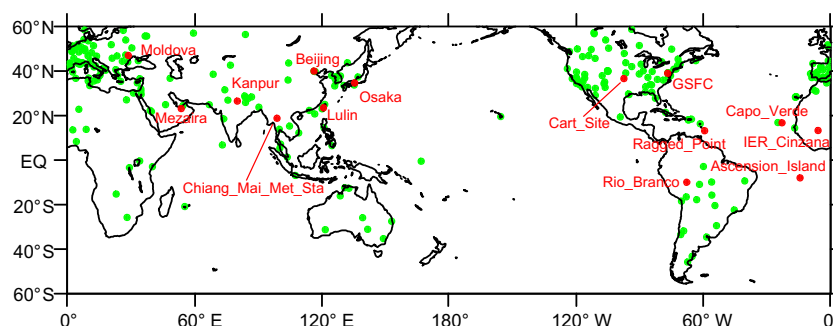 60°N
Moldova
Beijing
40°N
Kanpur
GSFC
Osaka
Capo_Verde
Mezaira
Lulin
Cart_Site
20°N
Ragged_Point
IER_Cinzana
EQ
Ascension_Island
Chiang_Mai_Met_Sta
Rio_Branco
20°S
40°S
60°S
0°
60° E
120° E
180°
120° W
60° W
0